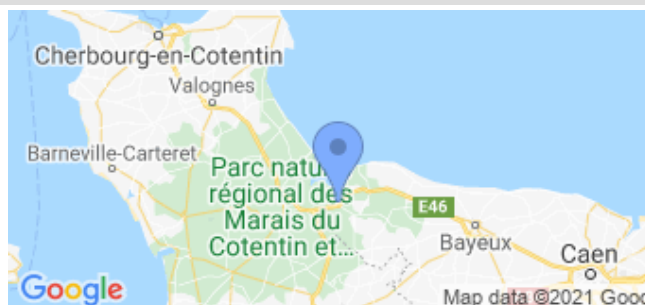 Cherbourg-en-Cotentin
Valognes
Barneville-Carteret
Parc natu
régional des
Marais du
Cotentin et...
E46
Bayeux
Caen
Google
Map data ©2021 Goo